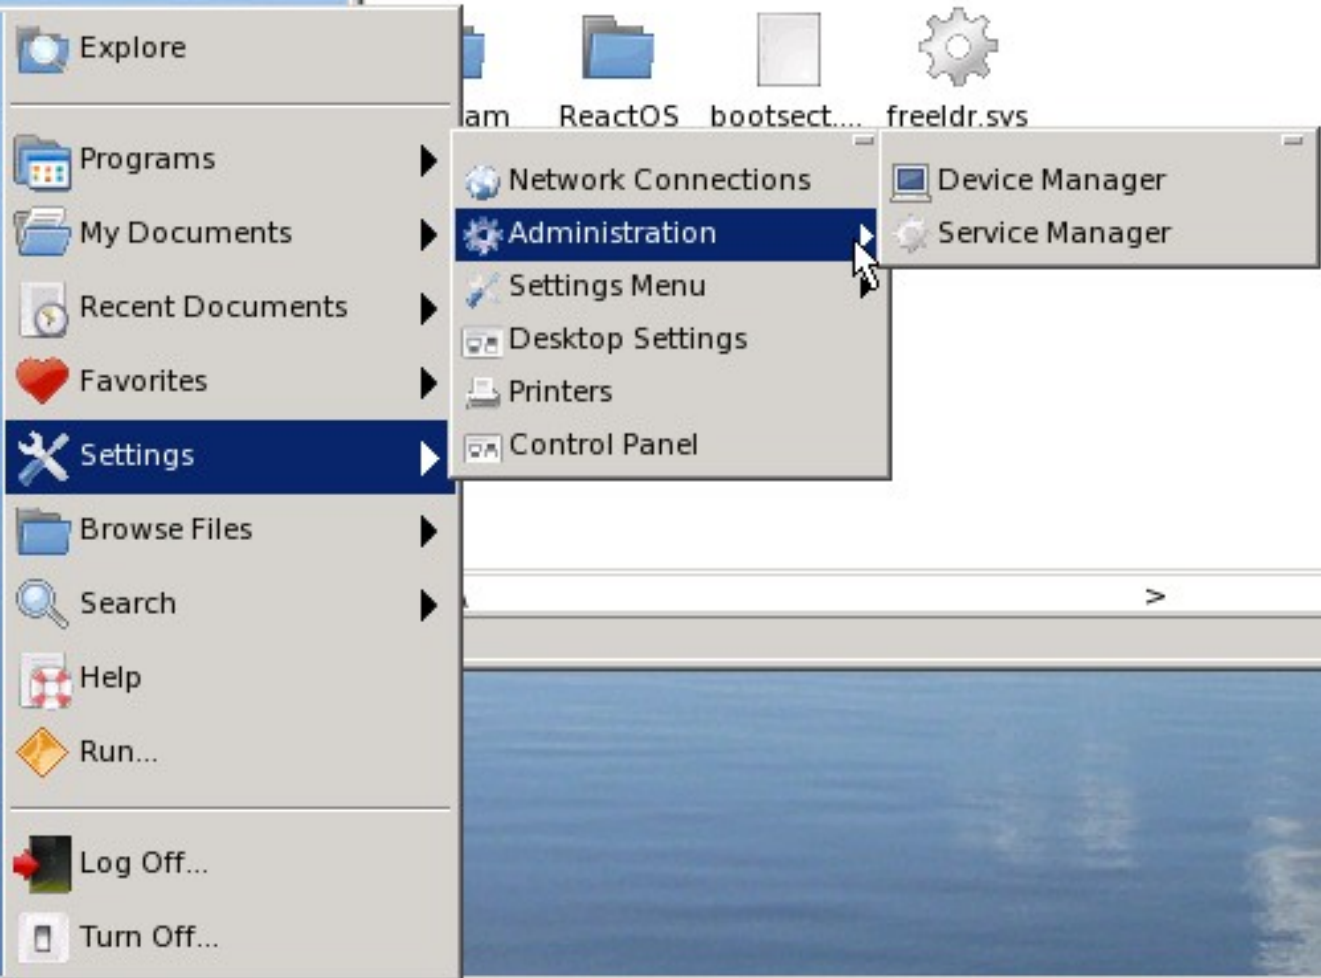 Explore
Programs
My Documents
Recent Documents
Favorites
Settings
Browse Files
Search
Help
Run...
Log Off...
Turn Off...
am
ReactOS
bootsect....
freeldr.sys
Network Connections
Administration
Settings Menu
Desktop Settings
Printers
Control Panel
Device Manager
Service Manager
>